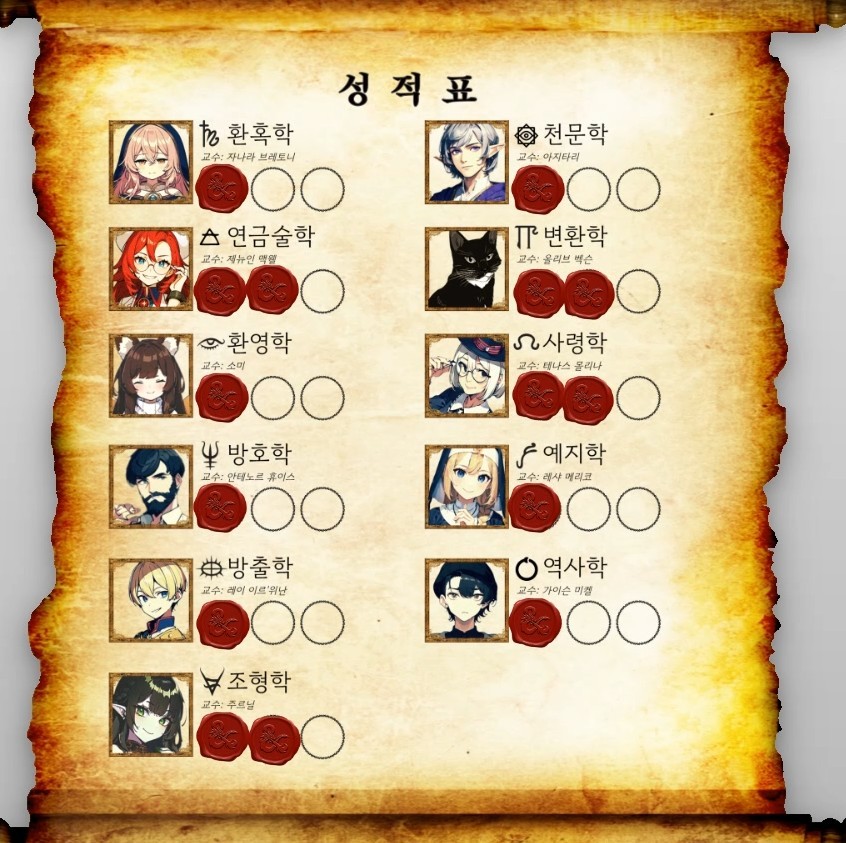 성적표
환혹학
교수: 자나라 브레토니
천문학
교수: 아지타리
연금술학
교수: 제뉴인 맥웰
변환학
교수: 올리브 벡슨
환영학
교수: 소미
사령학
교수: 테나스 몰리나
방호학
교수: 안테노르 휴이스
예지학
교수: 레샤 메리코
방출학
교수: 레이 이르'위난
역사학
교수: 가이슨 미켈
조형학
교수: 주르닐